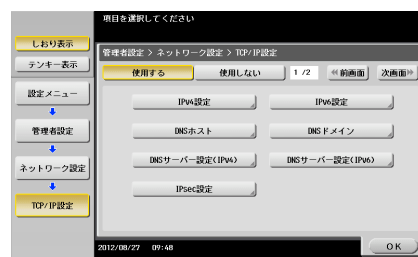 項目を選択してください
しおり表示
テンキー表示
設定メニュー
管理者設定
ネットワーク設定
TCP/IP設定
管理者設定 > ネットワーク設定 > TCP/IP設定
使用する 使用しない 1 /2 前画面 次画面
IPv4設定 IPv6設定
DNSホスト DNSドメイン
DNSサーバー設定(IPv4) DNSサーバー設定(IPv6)
IPsec設定
2012/08/27 09:48 OK